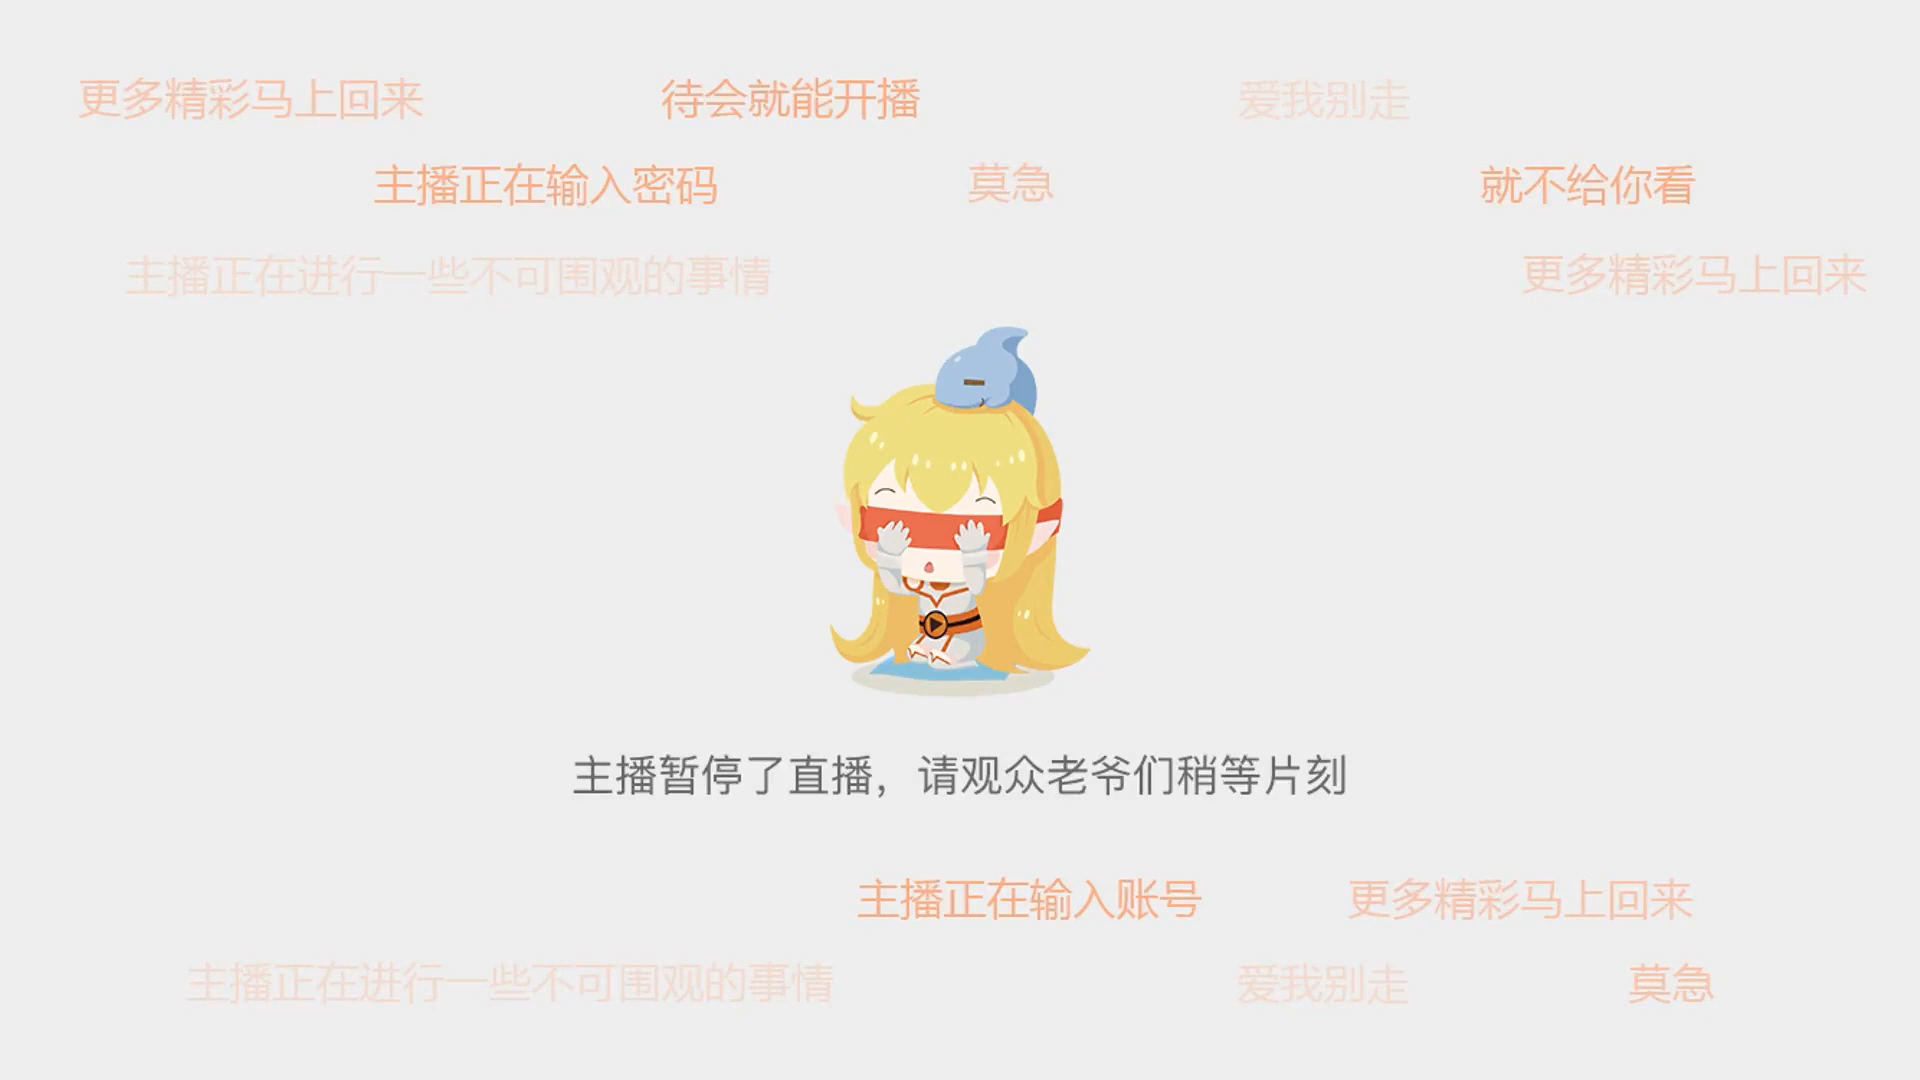 更多精彩马上回来
待会就能开播
爱我别走
主播正在输入密码
莫急
就不给你看
主播正在进行一些不可围观的事情
更多精彩马上回来
主播暂停了直播，请观众老爷们稍等片刻
主播正在输入账号
更多精彩马上回来
主播正在进行一些不可围观的事情
爱我别走
莫急